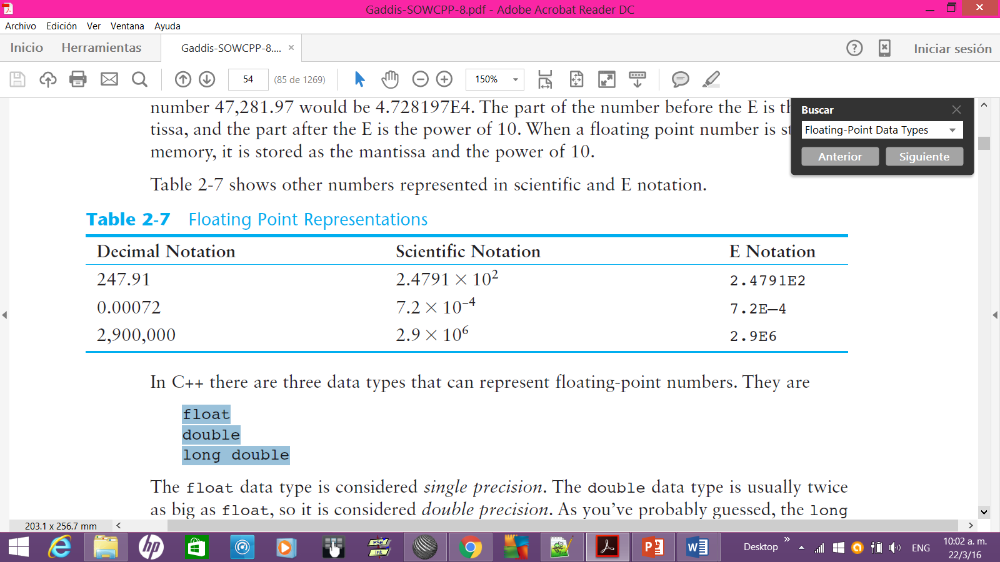 Gaddis-SOWCPP-8.pdf - Adobe Acrobat Reader DC
Archivo Edición Ver Ventana Ayuda
Inicio Herramientas Gaddis-SOWCPP-8.... × Iniciar sesión
54 (85 de 1269) 150%
number 47,281.97 would be 4.728197E4. The part of the number before the E is th
tissa, and the part after the E is the power of 10. When a floating point number is st
memory, it is stored as the mantissa and the power of 10.
Buscar
Floating-Point Data Types
Anterior Siguiente
Table 2-7 shows other numbers represented in scientific and E notation.
Table 2-7 Floating Point Representations
Decimal Notation Scientific Notation E Notation
247.91 2.4791 × 10² 2.4791E2
0.00072 7.2 × 10⁻⁴ 7.2E–4
2,900,000 2.9 × 10⁶ 2.9E6
In C++ there are three data types that can represent floating-point numbers. They are
float
double
long double
The float data type is considered single precision. The double data type is usually twice
as big as float, so it is considered double precision. As you've probably guessed, the long
203.1 x 256.7 mm
hp
PSe
Int
Desktop » ENG
10:02 a. m.
22/3/16